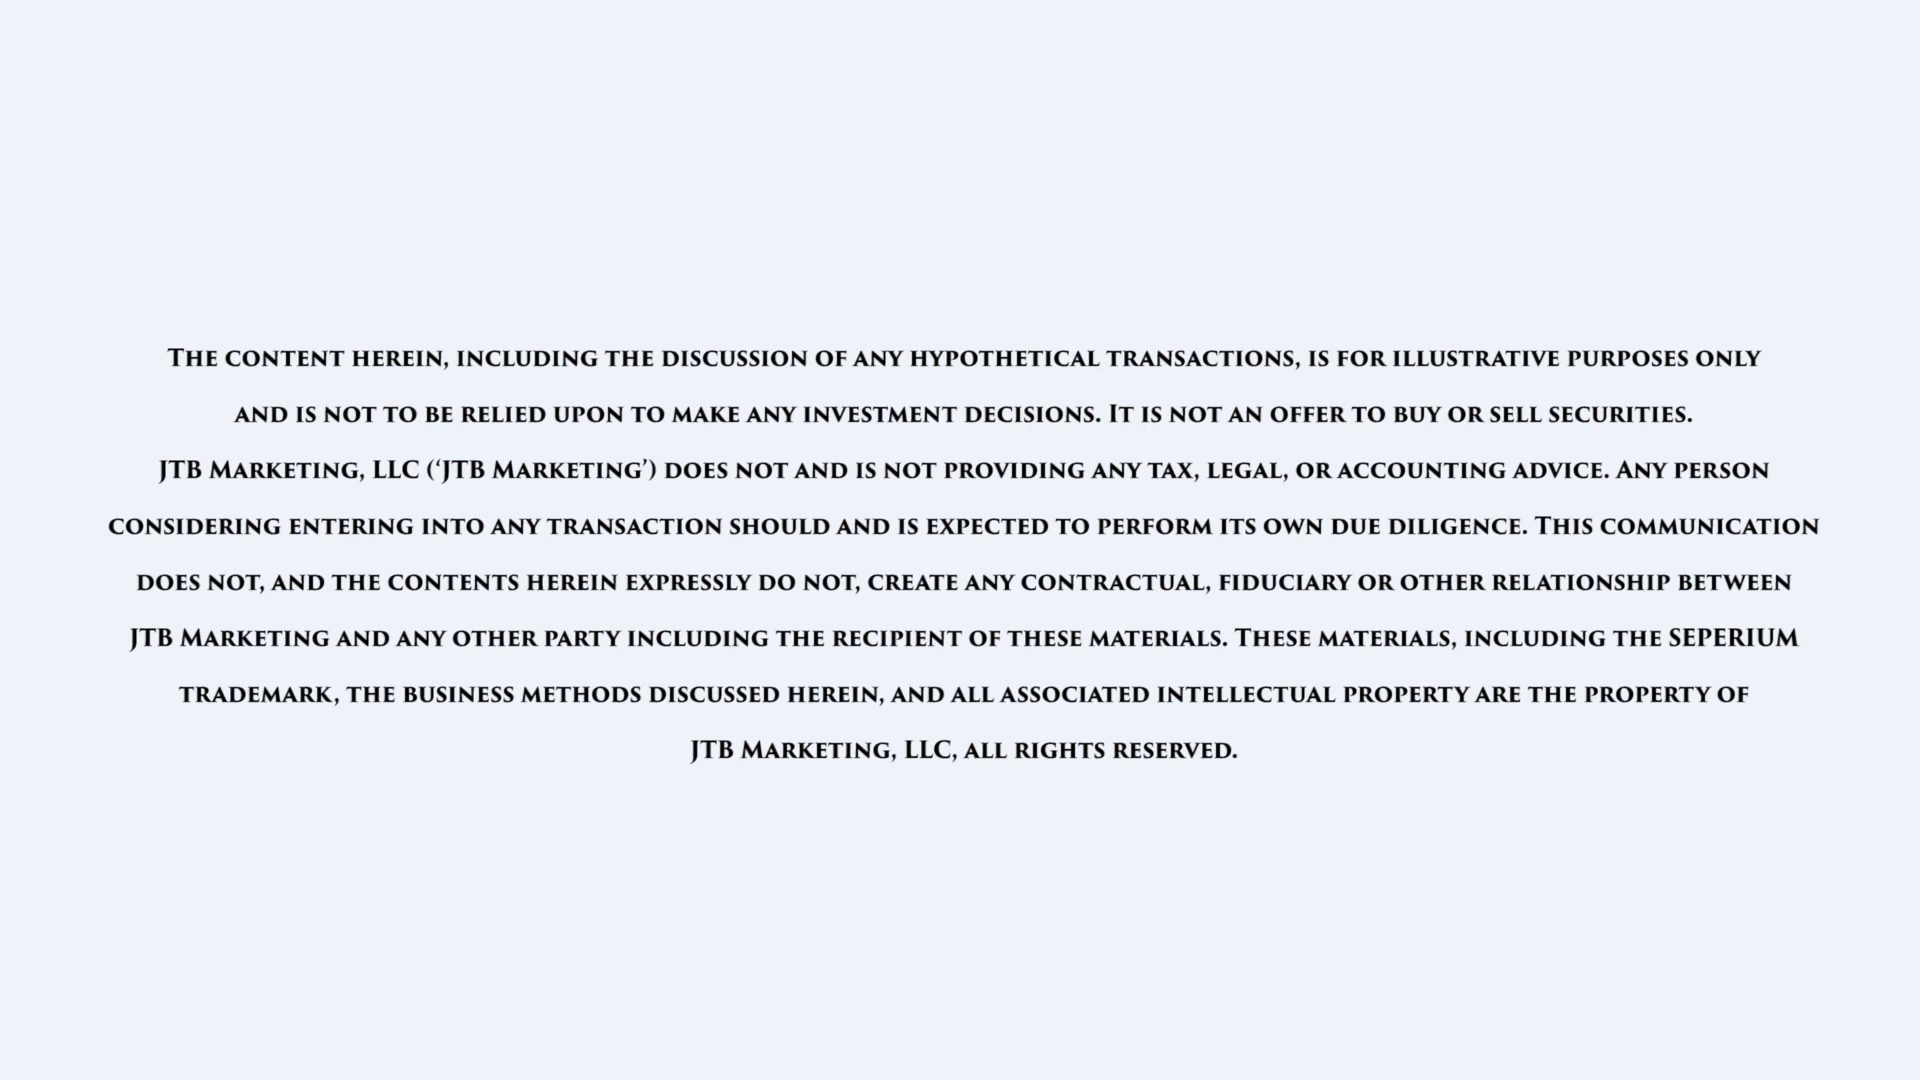 The content herein, including the discussion of any hypothetical transactions, is for illustrative purposes only
and is not to be relied upon to make any investment decisions. It is not an offer to buy or sell securities.
JTB Marketing, LLC (‘JTB Marketing’) does not and is not providing any tax, legal, or accounting advice. Any person
considering entering into any transaction should and is expected to perform its own due diligence. This communication
does not, and the contents herein expressly do not, create any contractual, fiduciary or other relationship between
JTB Marketing and any other party including the recipient of these materials. These materials, including the SEPERIUM
trademark, the business methods discussed herein, and all associated intellectual property are the property of
JTB Marketing, LLC, all rights reserved.